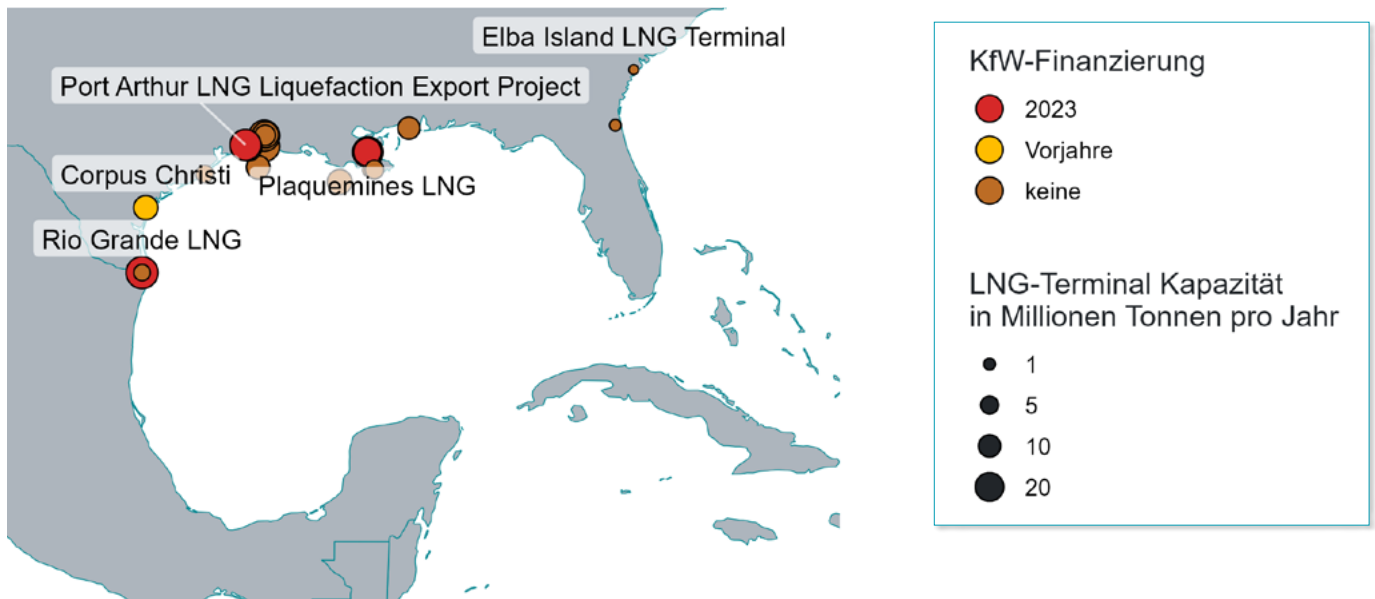 Elba Island LNG Terminal
Port Arthur LNG Liquefaction Export Project
Corpus Christi
Plaquemines LNG
Rio Grande LNG
KfW-Finanzierung
2023
Vorjahre
keine
LNG-Terminal Kapazität
in Millionen Tonnen pro Jahr
1
5
10
20